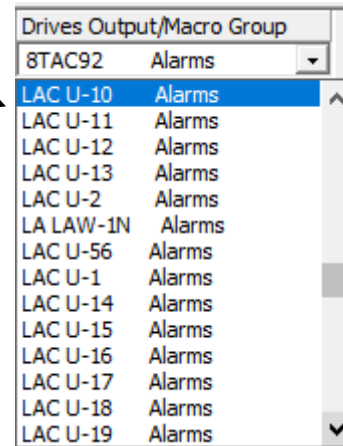 Drives Output/Macro Group
8TAC92 Alarms
LAC U-10 Alarms
LAC U-11 Alarms
LAC U-12 Alarms
LAC U-13 Alarms
LAC U-2 Alarms
LA LAW-1N Alarms
LAC U-56 Alarms
LAC U-1 Alarms
LAC U-14 Alarms
LAC U-15 Alarms
LAC U-16 Alarms
LAC U-17 Alarms
LAC U-18 Alarms
LAC U-19 Alarms